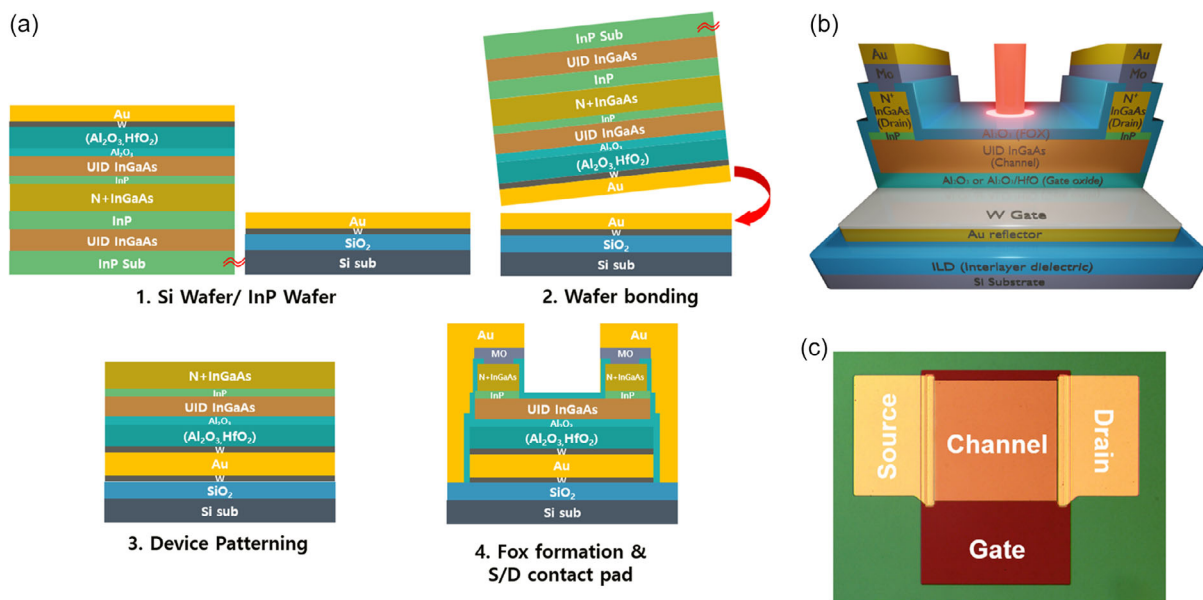 (a)
Au
W
(Al₂O₃,HfO₂)
Al₂O₃
UID InGaAs
InP
N+InGaAs
InP
UID InGaAs
InP Sub
Au
W
SiO₂
Si sub
1. Si Wafer/ InP Wafer
InP Sub
UID InGaAs
InP
N+InGaAs
InP
UID InGaAs
Al₂O₃
(Al₂O₃,HfO₂)
W
Au
Au
W
SiO₂
Si sub
2. Wafer bonding
N+InGaAs
InP
UID InGaAs
Al₂O₃
(Al₂O₃,HfO₂)
W
Au
W
SiO₂
Si sub
3. Device Patterning
Au
Au
MO
MO
N+InGaAs
N+InGaAs
InP
InP
UID InGaAs
Al₂O₃
(Al₂O₃,HfO₂)
W
Au
W
SiO₂
Si sub
4. Fox formation &
S/D contact pad
(b)
Au
Au
Mo
Mo
N⁺
InGaAs
(Drain)
InP
N⁺
InGaAs
(Drain)
InP
Al₂O₃ (FOX)
UID InGaAs
(Channel)
Al₂O₃ or Al₂O₃/HfO (Gate oxide)
W Gate
Au reflector
ILD (Interlayer dielectric)
Si Substrate
(c)
Source
Channel
Drain
Gate